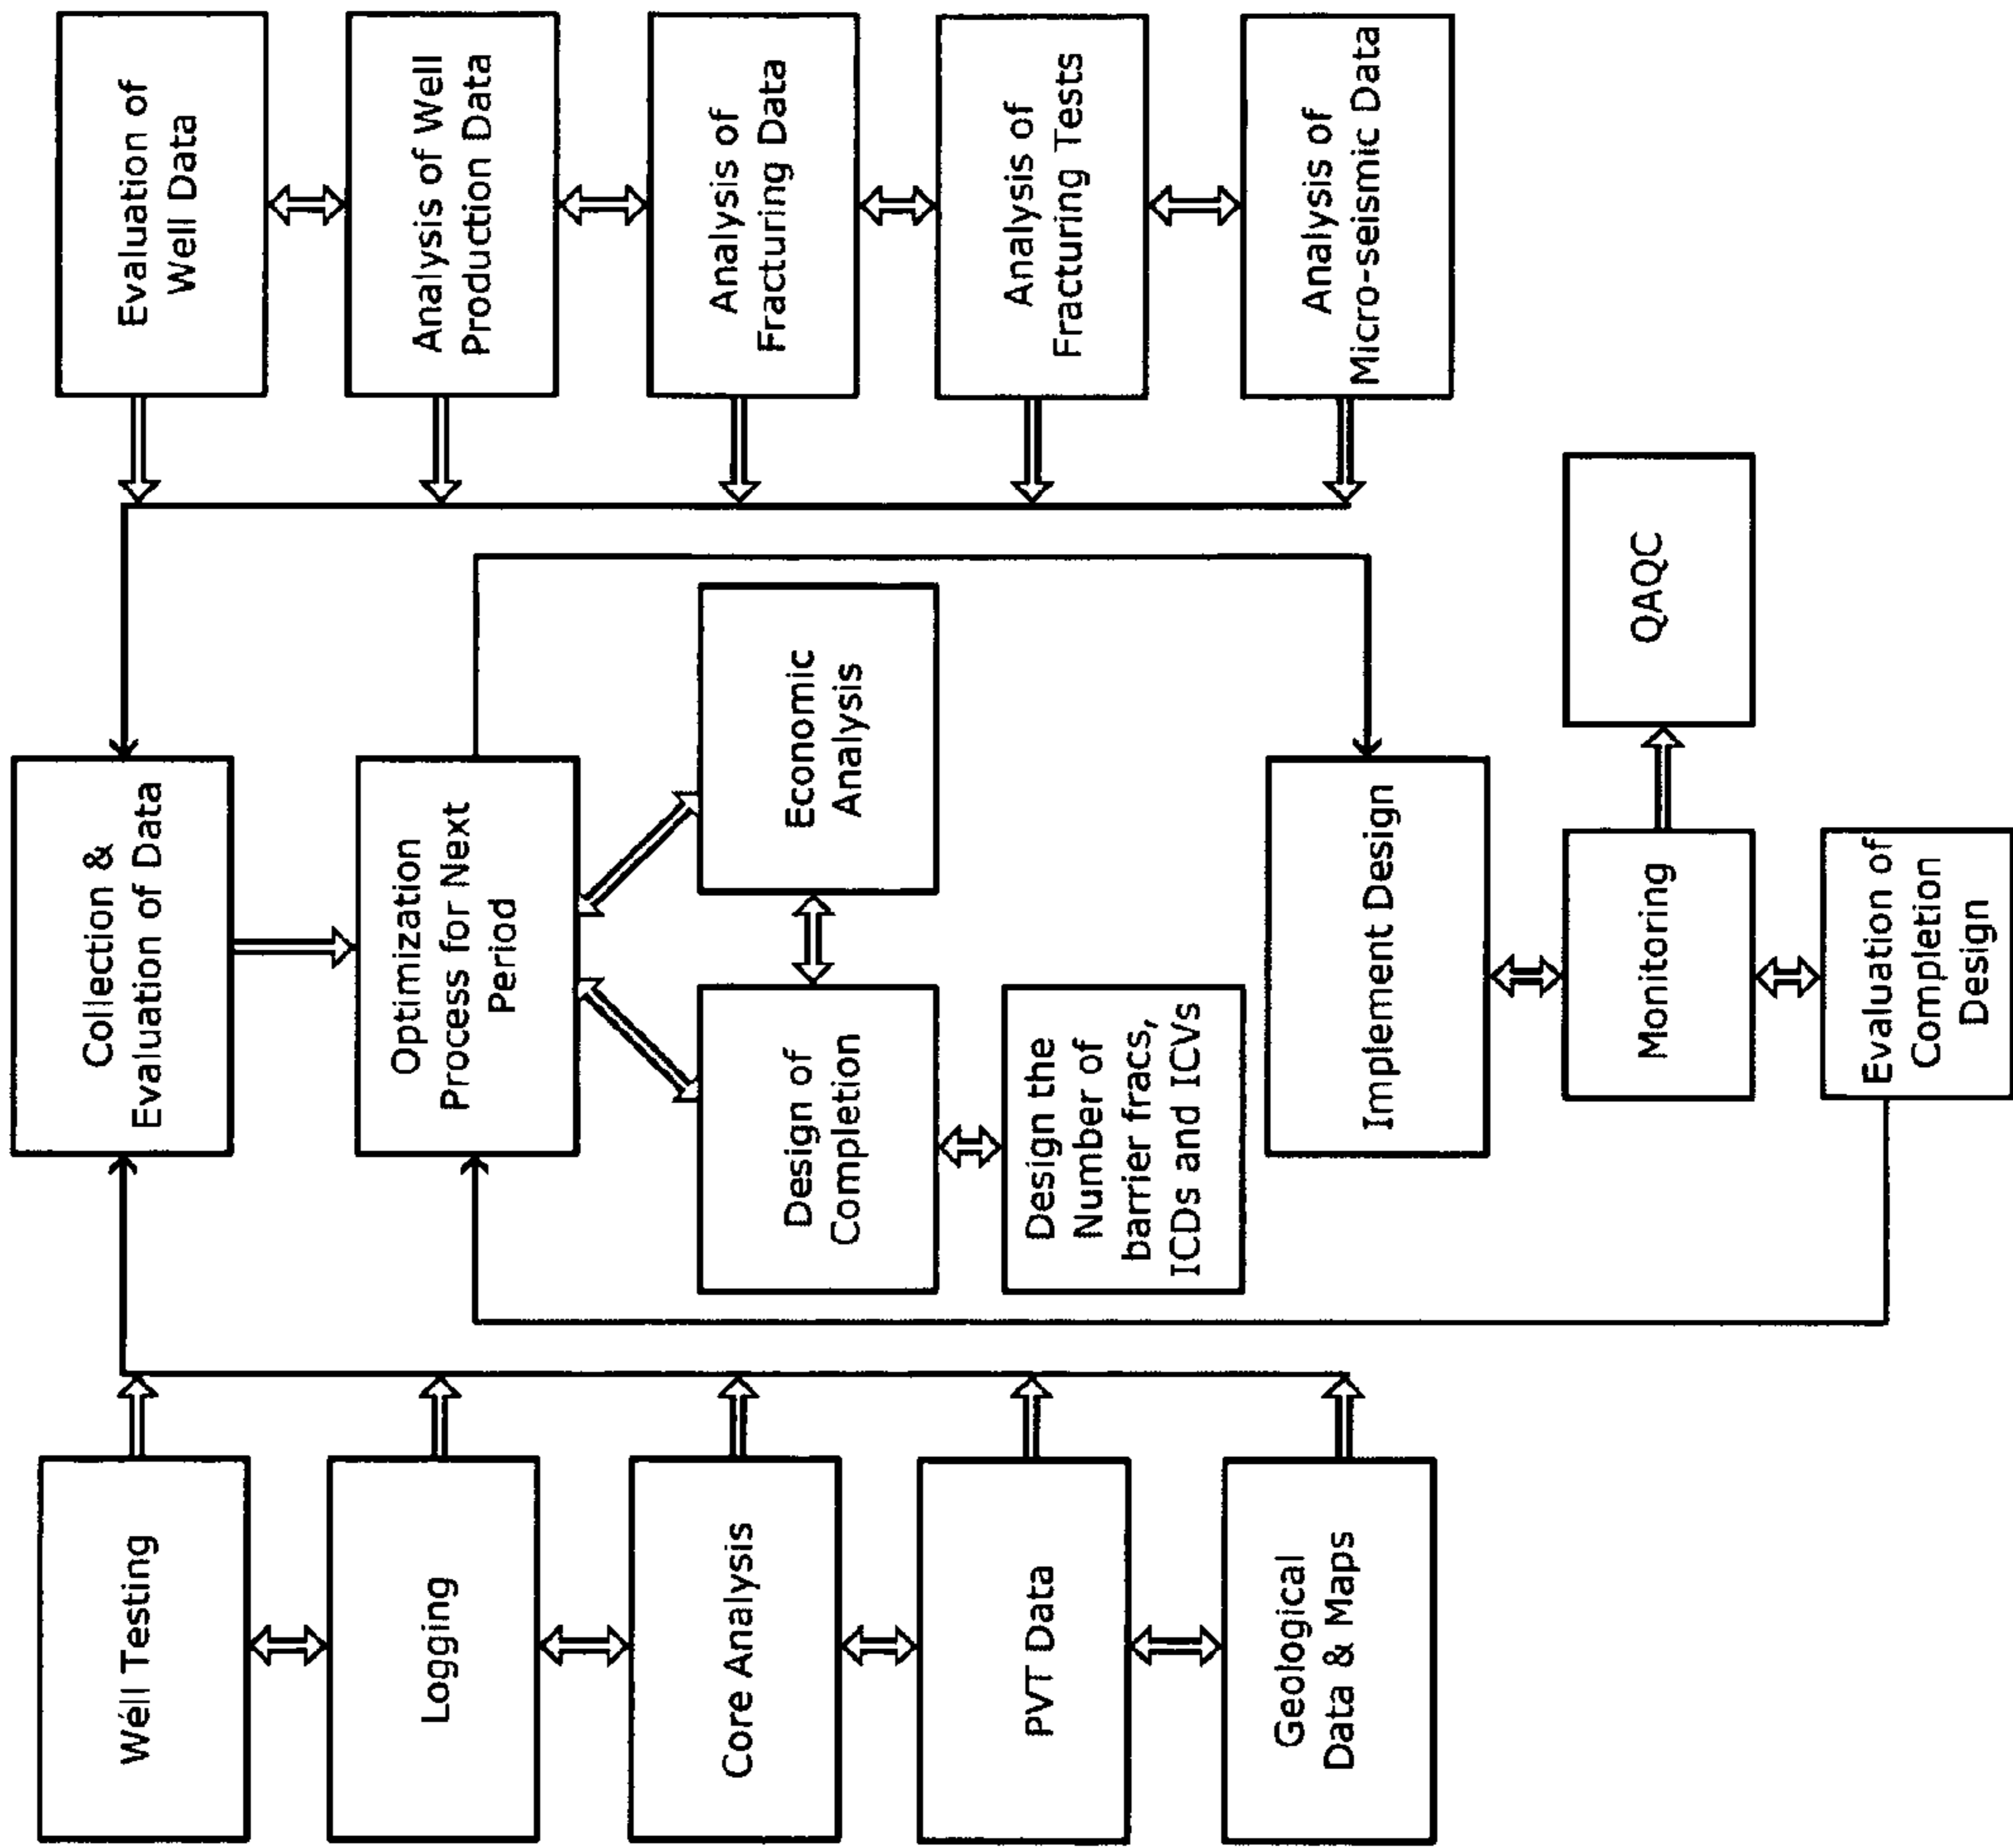 Well Testing
Logging
Core Analysis
PVT Data
Geological
Data & Maps
Collection &
Evaluation of Data
Optimization
Process for Next
Period
Design of
Completion
Economic
Analysis
Design the
Number of
barrier fracs,
ICDs and ICVs
Implement Design
Monitoring
QAQC
Evaluation of
Completion
Design
Evaluation of
Well Data
Analysis of Well
Production Data
Analysis of
Fracturing Data
Analysis of
Fracturing Tests
Analysis of
Micro-seismic Data